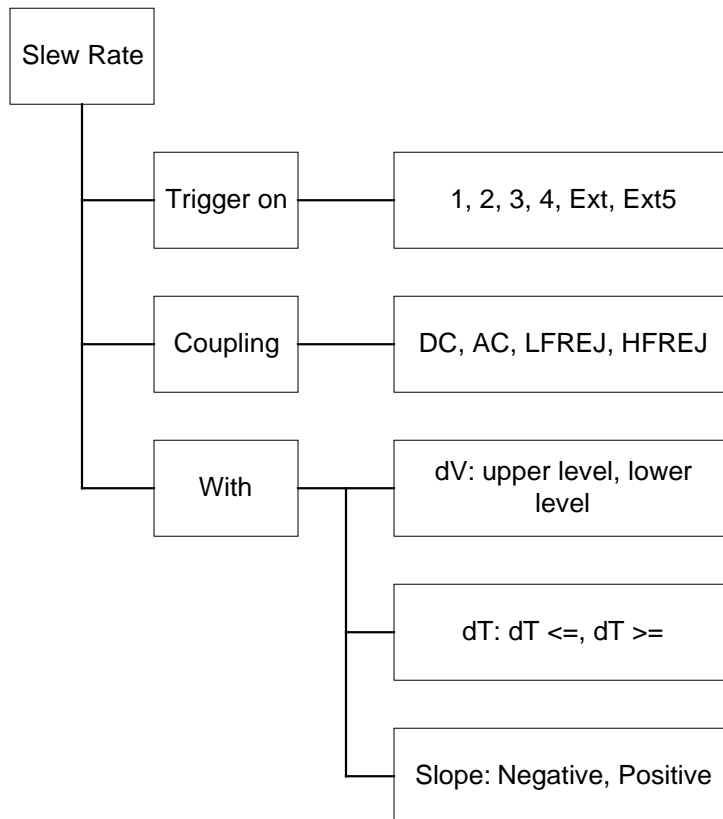 Slew Rate
Trigger on
1, 2, 3, 4, Ext, Ext5
Coupling
DC, AC, LFREJ, HFREJ
With
dV: upper level, lower
level
dT: dT <=, dT >=
Slope: Negative, Positive